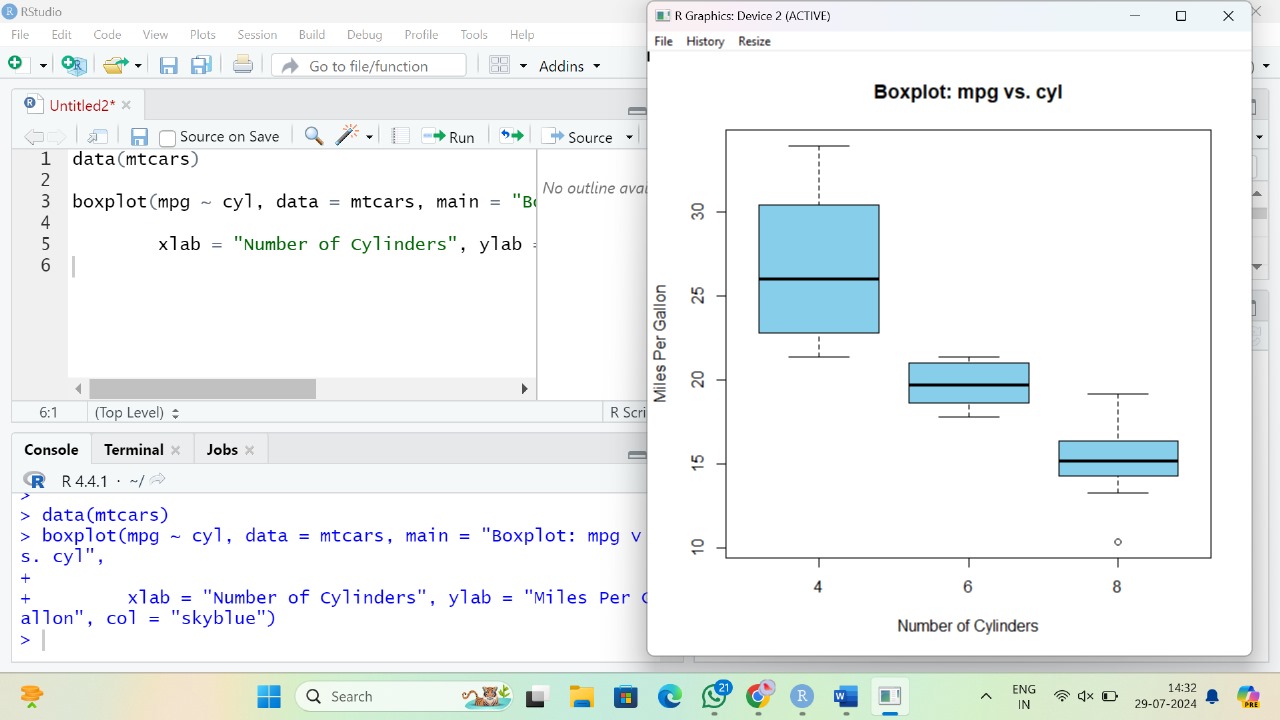 RStudio
File Edit Code View Plots Session Build Debug Profile Tools Help
Go to file/function Addins
Untitled2*
Source on Save Run Source
1 data(mtcars)
2
3 boxplot(mpg ~ cyl, data = mtcars, main = "Bo
4
5 xlab = "Number of Cylinders", ylab =
6
No outline avai
6:1 (Top Level) R Scri
Console Terminal Jobs
R 4.4.1 · ~/
>
> data(mtcars)
> boxplot(mpg ~ cyl, data = mtcars, main = "Boxplot: mpg v
s. cyl",
+
+ xlab = "Number of Cylinders", ylab = "Miles Per G
allon", col = "skyblue")
>
R Graphics: Device 2 (ACTIVE)
File History Resize
Boxplot: mpg vs. cyl
Miles Per Gallon
30
25
20
15
10
4 6 8
Number of Cylinders
Search
21
W
PRE
ENG
IN
14:32
29-07-2024